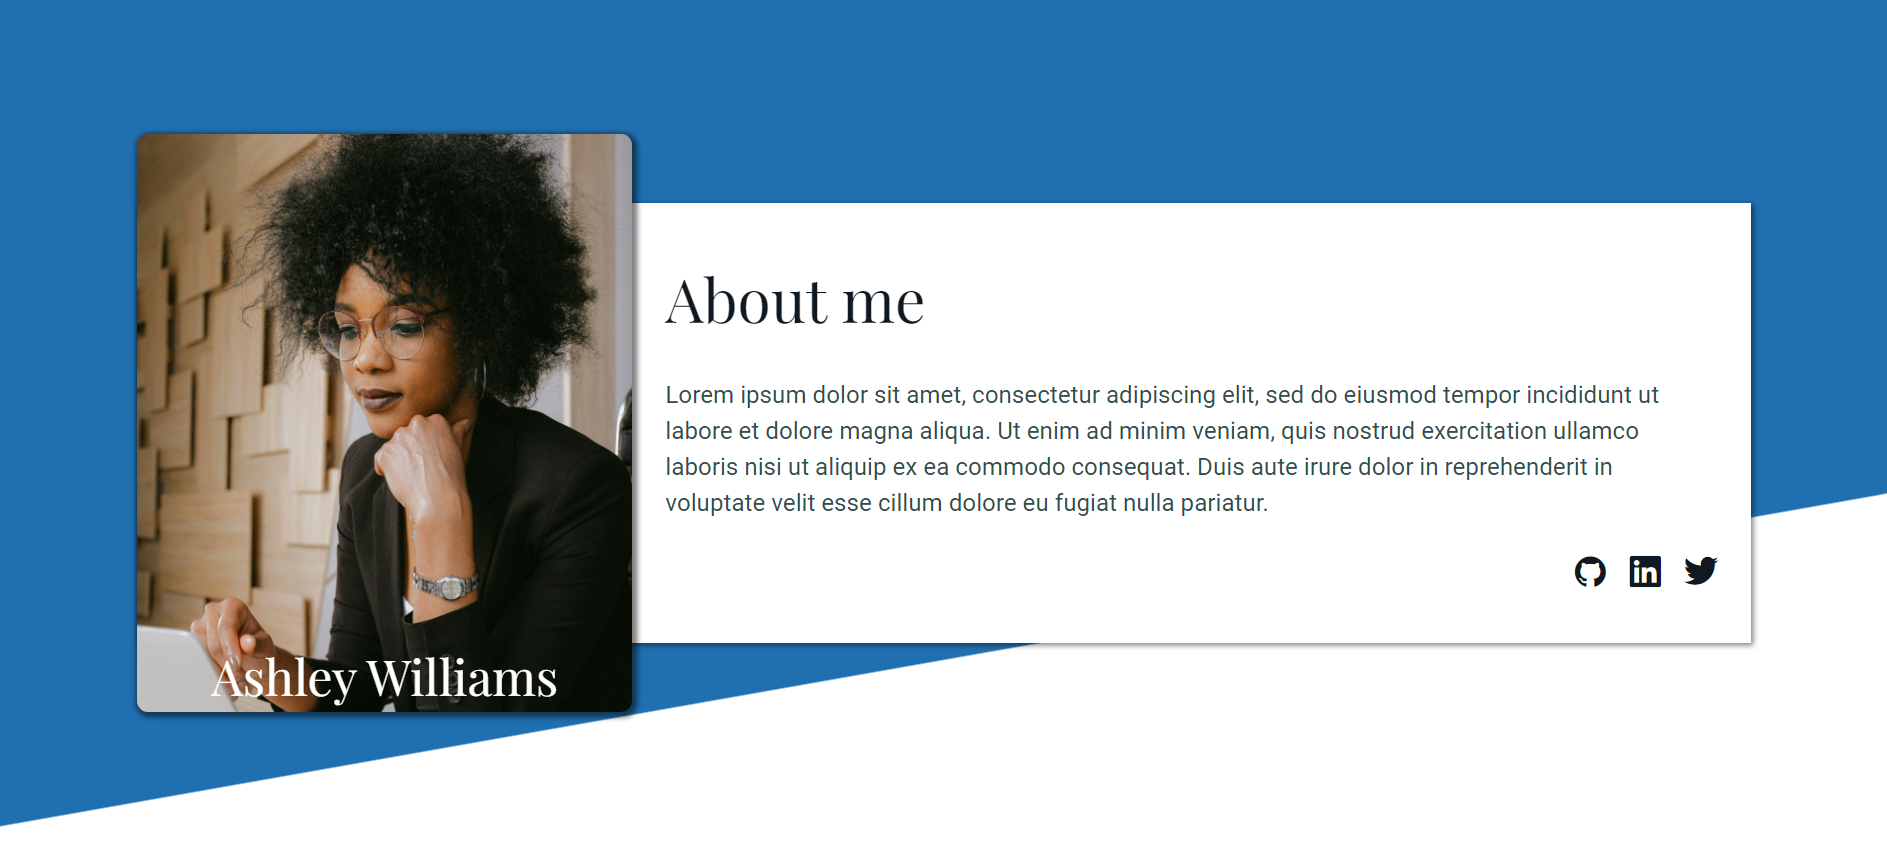 Ashley Williams
About me
Lorem ipsum dolor sit amet, consectetur adipiscing elit, sed do eiusmod tempor incididunt ut
labore et dolore magna aliqua. Ut enim ad minim veniam, quis nostrud exercitation ullamco
laboris nisi ut aliquip ex ea commodo consequat. Duis aute irure dolor in reprehenderit in
voluptate velit esse cillum dolore eu fugiat nulla pariatur.
in